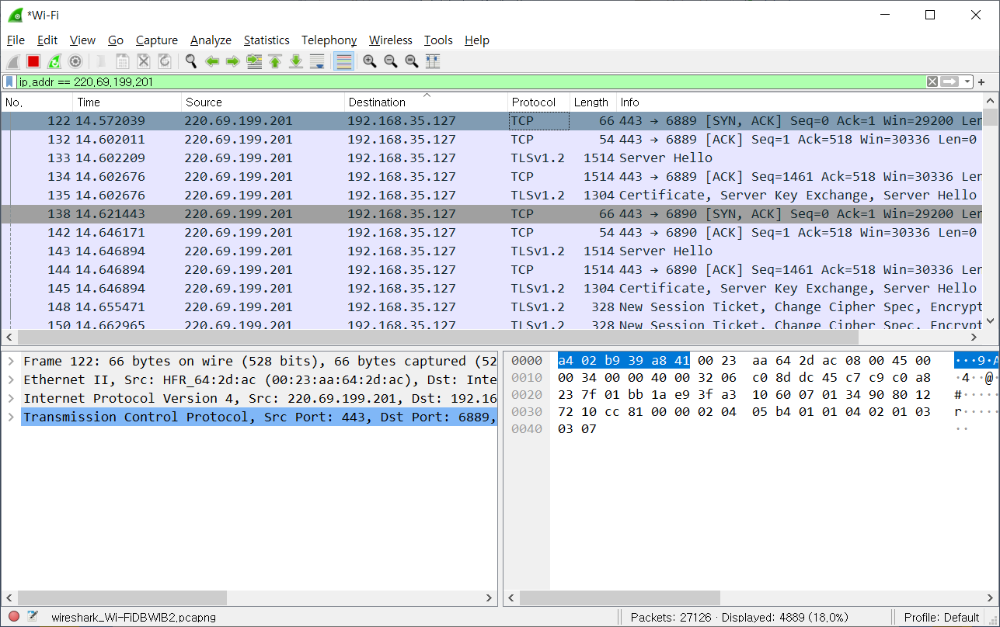 *Wi-Fi
File Edit View Go Capture Analyze Statistics Telephony Wireless Tools Help
ip.addr == 220.69.199.201
No. Time Source Destination Protocol Length Info
122 14.572039 220.69.199.201 192.168.35.127 TCP 66 443 → 6889 [SYN, ACK] Seq=0 Ack=1 Win=29200 Len
132 14.602011 220.69.199.201 192.168.35.127 TCP 54 443 → 6889 [ACK] Seq=1 Ack=518 Win=30336 Len=0
133 14.602209 220.69.199.201 192.168.35.127 TLSv1.2 1514 Server Hello
134 14.602676 220.69.199.201 192.168.35.127 TCP 1514 443 → 6889 [ACK] Seq=1461 Ack=518 Win=30336 Len
135 14.602676 220.69.199.201 192.168.35.127 TLSv1.2 1304 Certificate, Server Key Exchange, Server Hello
138 14.621443 220.69.199.201 192.168.35.127 TCP 66 443 → 6890 [SYN, ACK] Seq=0 Ack=1 Win=29200 Len
142 14.646171 220.69.199.201 192.168.35.127 TCP 54 443 → 6890 [ACK] Seq=1 Ack=518 Win=30336 Len=0
143 14.646894 220.69.199.201 192.168.35.127 TLSv1.2 1514 Server Hello
144 14.646894 220.69.199.201 192.168.35.127 TCP 1514 443 → 6890 [ACK] Seq=1461 Ack=518 Win=30336 Len
145 14.646894 220.69.199.201 192.168.35.127 TLSv1.2 1304 Certificate, Server Key Exchange, Server Hello
148 14.655471 220.69.199.201 192.168.35.127 TLSv1.2 328 New Session Ticket, Change Cipher Spec, Encrypt
150 14.662965 220.69.199.201 192.168.35.127 TLSv1.2 328 New Session Ticket, Change Cipher Spec, Encrypt
Frame 122: 66 bytes on wire (528 bits), 66 bytes captured (52
Ethernet II, Src: HFR_64:2d:ac (00:23:aa:64:2d:ac), Dst: Inte
Internet Protocol Version 4, Src: 220.69.199.201, Dst: 192.16
Transmission Control Protocol, Src Port: 443, Dst Port: 6889,
0000 a4 02 b9 39 a8 41 00 23 aa 64 2d ac 08 00 45 00 ···9·A
0010 00 34 00 00 40 00 32 06 c0 8d dc 45 c7 c9 c0 a8 ·4··@·
0020 23 7f 01 bb 1a e9 3f a3 10 60 07 01 34 90 80 12 #·····
0030 72 10 cc 81 00 00 02 04 05 b4 01 01 04 02 01 03 r·····
0040 03 07 ··
wireshark_Wi-FiDBWIB2.pcapng Packets: 27126 · Displayed: 4889 (18.0%) Profile: Default